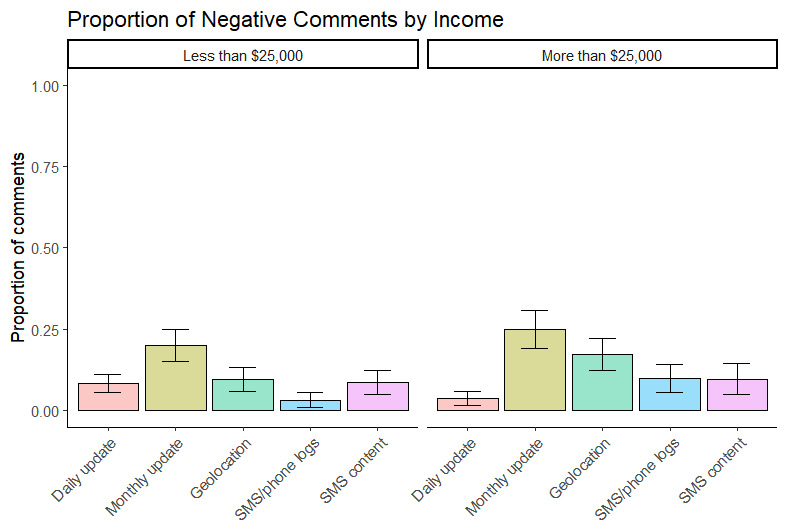 Proportion of Negative Comments by Income
Less than $25,000
More than $25,000
Proportion of comments
1.00
0.75
0.50
0.25
0.00
Daily update
Monthly update
Geolocation
SMS/phone logs
SMS content
Daily update
Monthly update
Geolocation
SMS/phone logs
SMS content